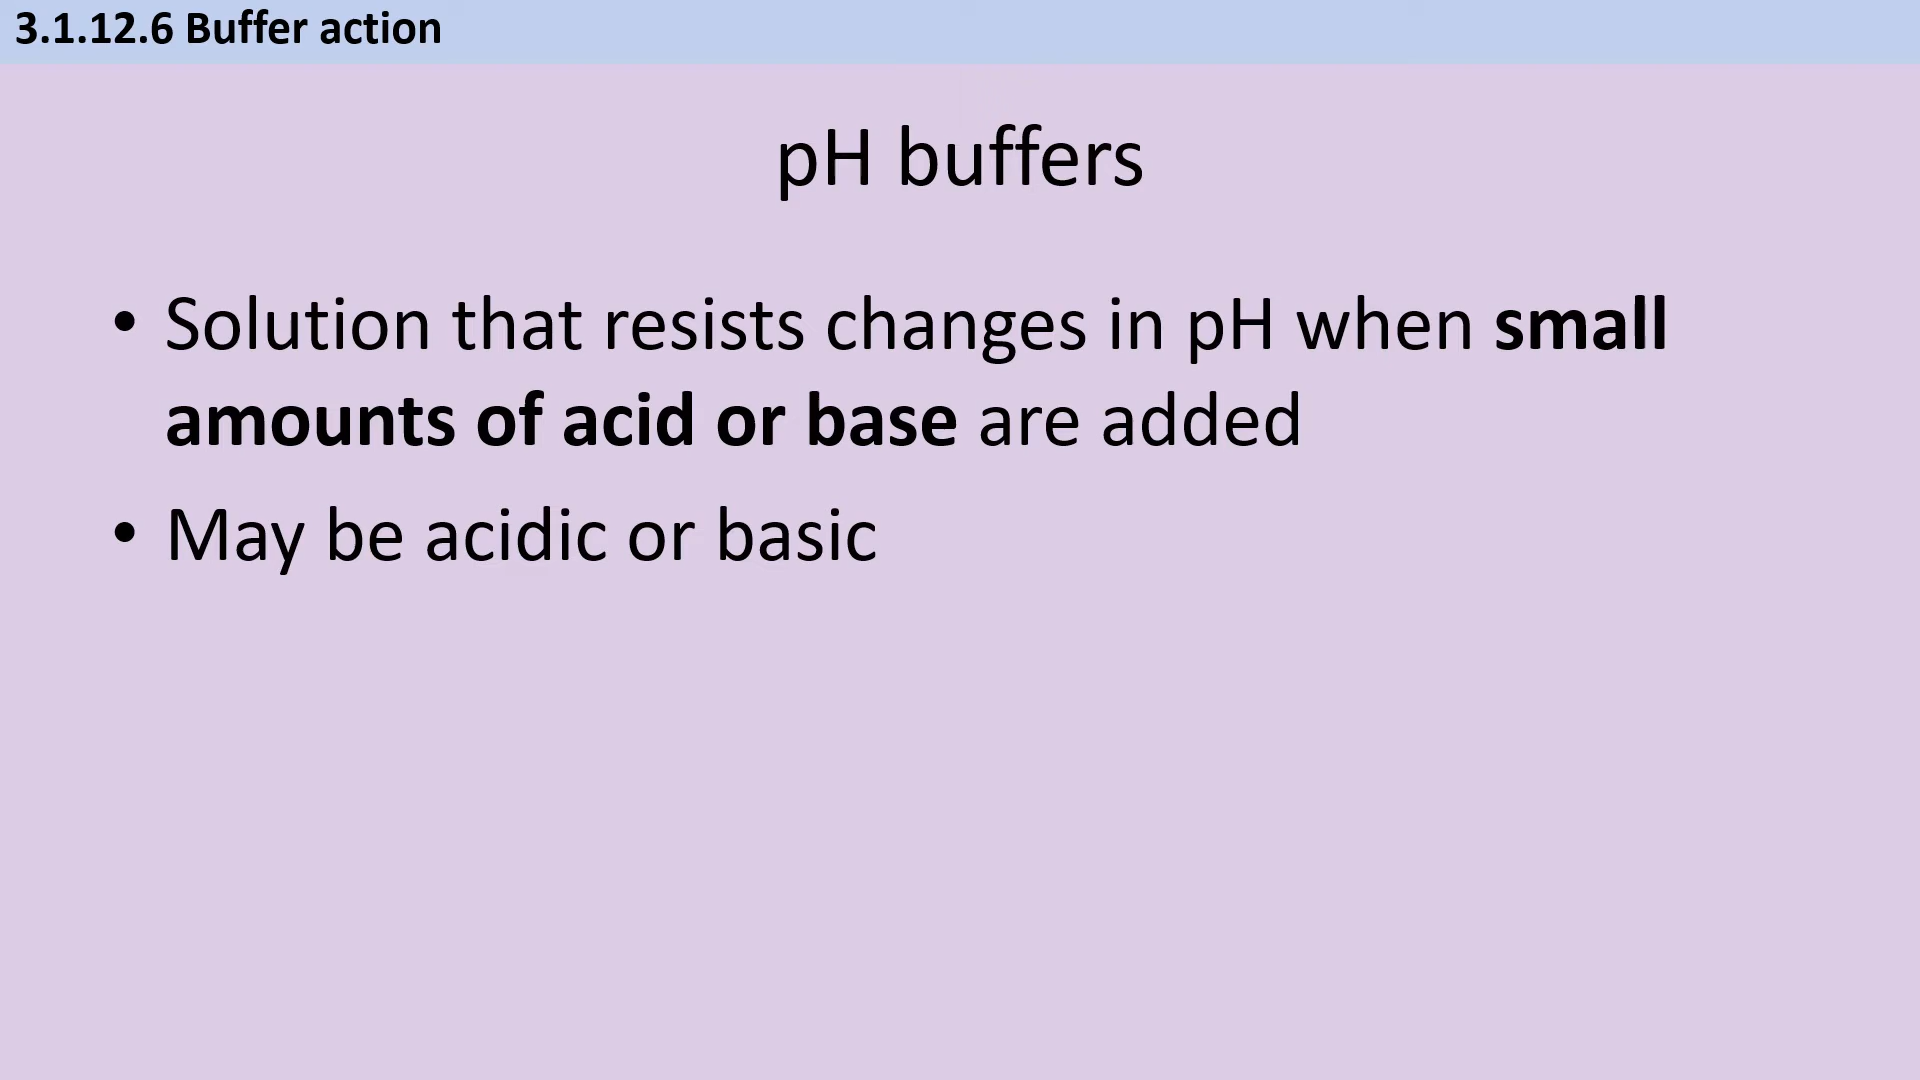 3.1.12.6 Buffer action
pH buffers
• Solution that resists changes in pH when small
amounts of acid or base are added
• May be acidic or basic